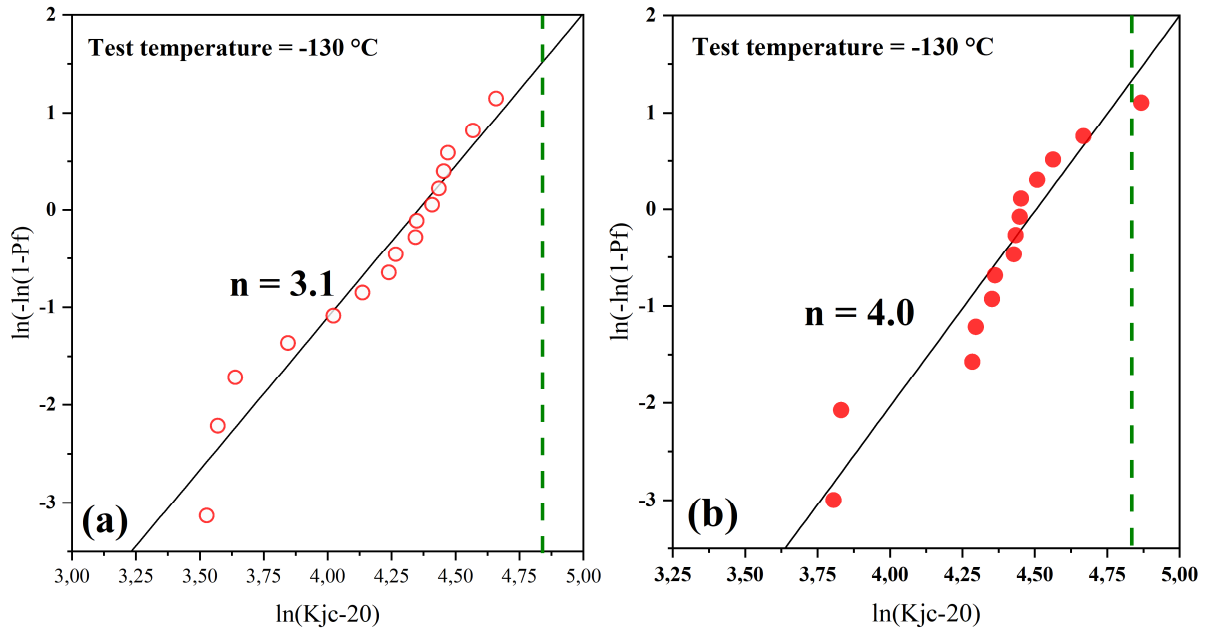 Test temperature = -130 °C
2
1
0
-1
-2
-3
ln(-ln(1-Pf)
n = 3.1
(a)
3,00
3,25
3,50
3,75
4,00
4,25
4,50
4,75
5,00
ln(Kjc-20)
Test temperature = -130 °C
2
1
0
-1
-2
-3
ln(-ln(1-Pf)
n = 4.0
(b)
3,25
3,50
3,75
4,00
4,25
4,50
4,75
5,00
ln(Kjc-20)